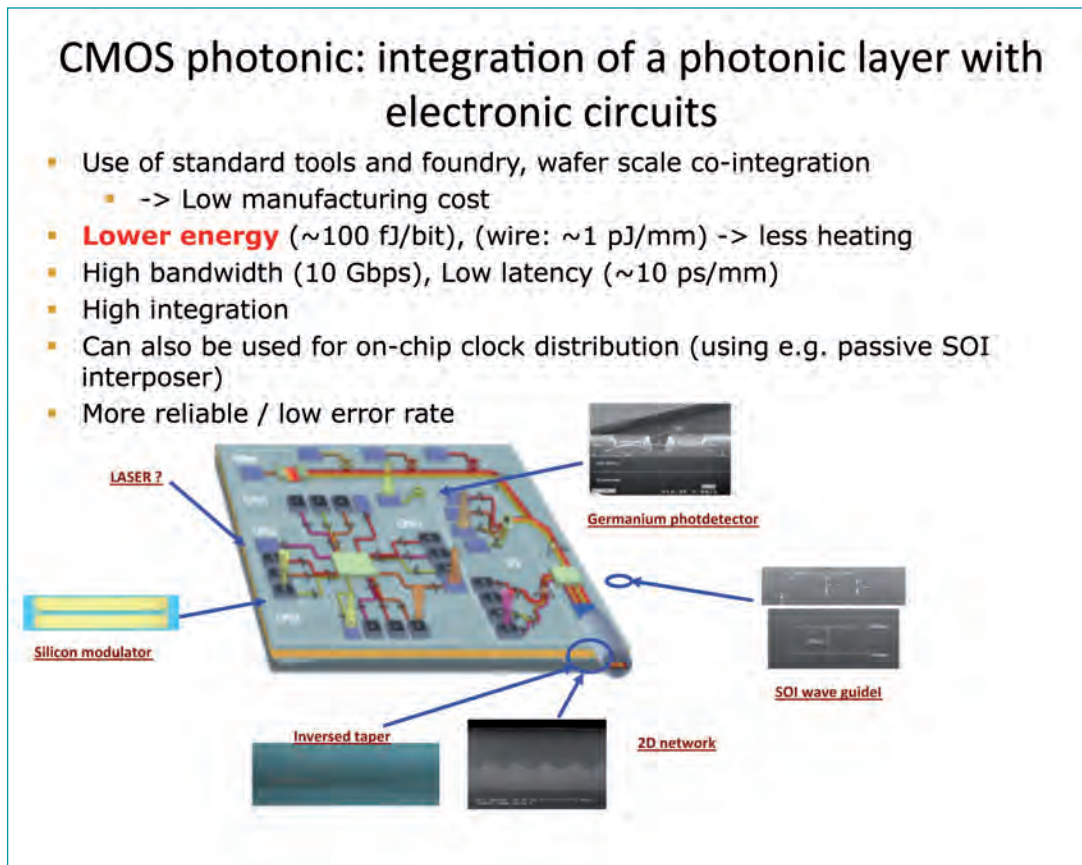 CMOS photonic: integration of a photonic layer with
electronic circuits
▪ Use of standard tools and foundry, wafer scale co-integration
▪ -> Low manufacturing cost
▪ Lower energy (~100 fJ/bit), (wire: ~1 pJ/mm) -> less heating
▪ High bandwidth (10 Gbps), Low latency (~10 ps/mm)
▪ High integration
▪ Can also be used for on-chip clock distribution (using e.g. passive SOI
interposer)
▪ More reliable / low error rate
LASER ?
Germanium photdetector
Silicon modulator
SOI wave guidel
Inversed taper
2D network